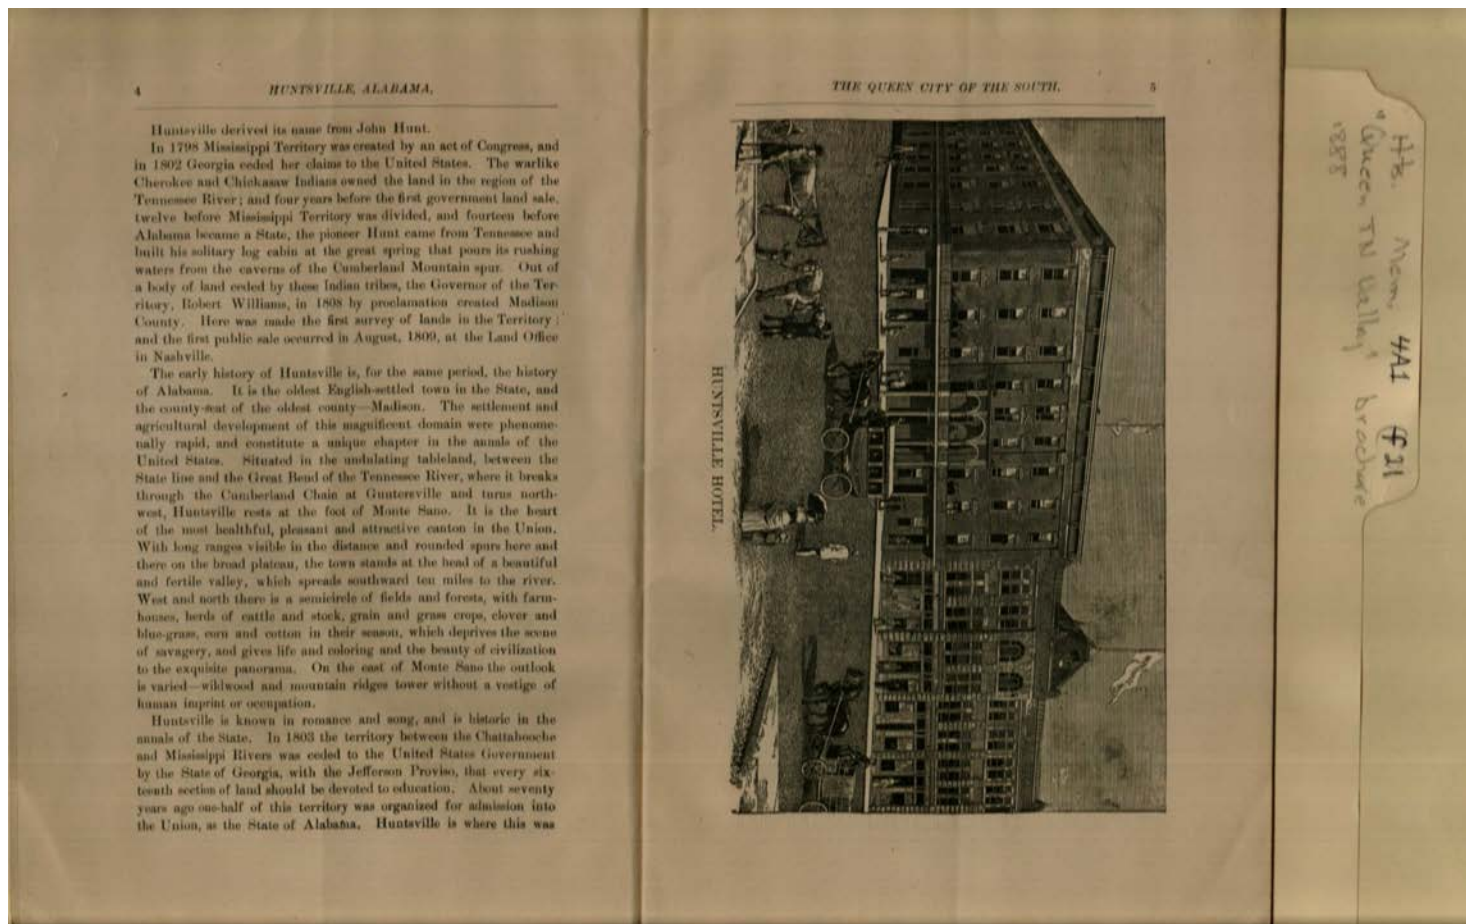 4 HUNTSVILLE, ALABAMA.
Huntsville derived its name from John Hunt.
In 1798 Mississippi Territory was created by an act of Congress, and
in 1802 Georgia ceded her claims to the United States. The warlike
Cherokee and Chickasaw Indians owned the land in the region of the
Tennessee River; and four years before the first government land sale,
twelve before Mississippi Territory was divided, and fourteen before
Alabama became a State, the pioneer Hunt came from Tennessee and
built his solitary log cabin at the great spring that pours its rushing
waters from the caverns of the Cumberland Mountain spur. Out of
a body of land ceded by these Indian tribes, the Governor of the Ter-
ritory, Robert Williams, in 1808 by proclamation created Madison
County. Here was made the first survey of lands in the Territory;
and the first public sale occurred in August, 1809, at the Land Office
in Nashville.
The early history of Huntsville is, for the same period, the history
of Alabama. It is the oldest English-settled town in the State, and
the county-seat of the oldest county—Madison. The settlement and
agricultural development of this magnificent domain were phenome-
nally rapid, and constitute a unique chapter in the annals of the
United States. Situated in the undulating tableland, between the
State line and the Great Bend of the Tennessee River, where it breaks
through the Cumberland Chain at Guntersville and turns north-
west, Huntsville rests at the foot of Monte Sano. It is the heart
of the most healthful, pleasant and attractive canton in the Union.
With long ranges visible in the distance and rounded spurs here and
there on the broad plateau, the town stands at the head of a beautiful
and fertile valley, which spreads southward ten miles to the river.
West and north there is a semicircle of fields and forests, with farm-
houses, herds of cattle and stock, grain and grass crops, clover and
blue-grass, corn and cotton in their season, which deprives the scene
of savagery, and gives life and coloring and the beauty of civilization
to the exquisite panorama. On the east of Monte Sano the outlook
is varied—wildwood and mountain ridges tower without a vestige of
human imprint or occupation.
Huntsville is known in romance and song, and is historic in the
annals of the State. In 1803 the territory between the Chattahooche
and Mississippi Rivers was ceded to the United States Government
by the State of Georgia, with the Jefferson Proviso, that every six-
teenth section of land should be devoted to education. About seventy
years ago one-half of this territory was organized for admission into
the Union, as the State of Alabama. Huntsville is where this was
THE QUEEN CITY OF THE SOUTH. 5
HUNTSVILLE HOTEL.
Hts. Mem. 4A1 f21
"Queen TN Valley" brochure
1888